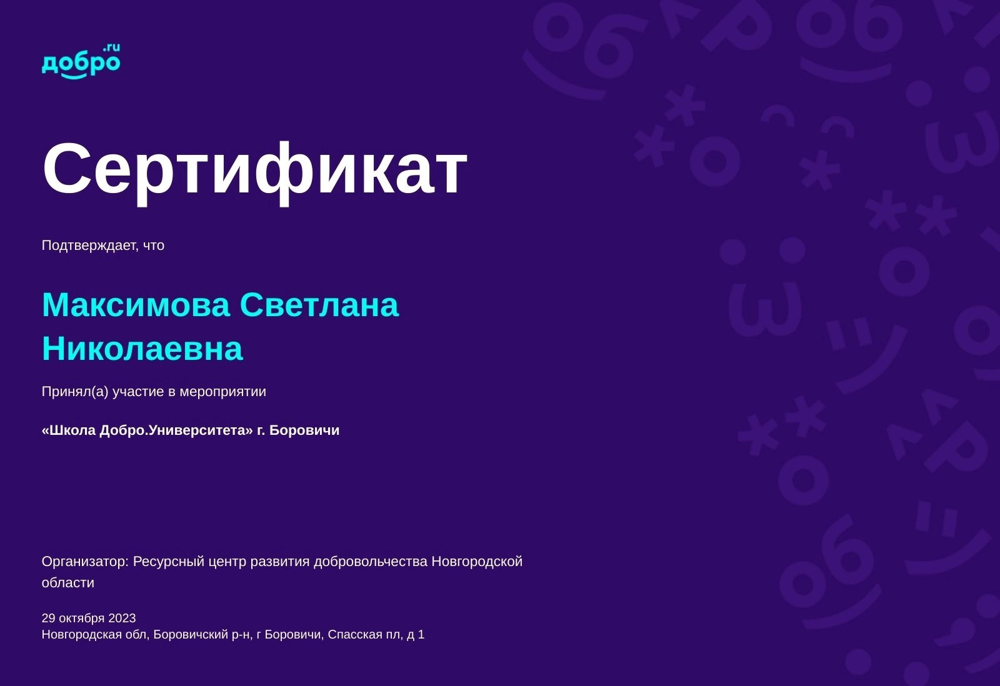 добро.ru
Сертификат
Подтверждает, что
Максимова Светлана
Николаевна
Принял(а) участие в мероприятии
«Школа Добро.Университета» г. Боровичи
Организатор: Ресурсный центр развития добровольчества Новгородской
области
29 октября 2023
Новгородская обл, Боровичский р-н, г Боровичи, Спасская пл, д 1